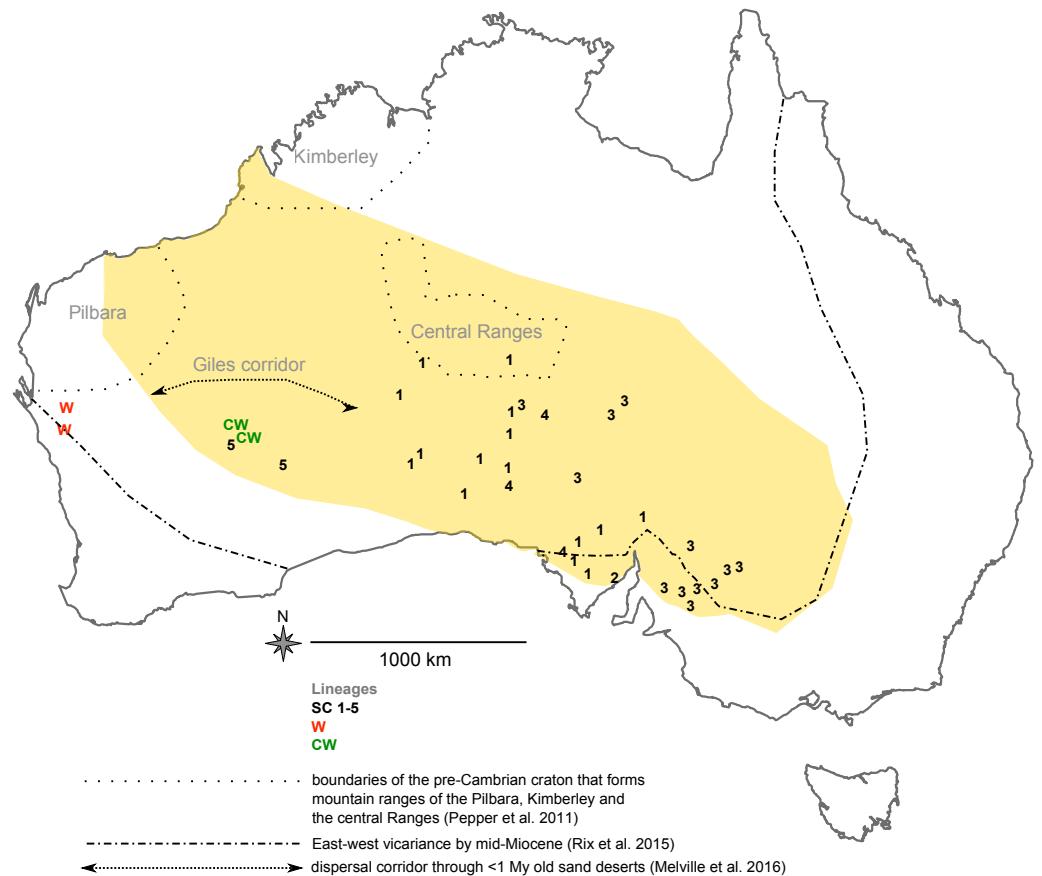 Kimberley
Pilbara
Central Ranges
Giles corridor
1
1
1
W
W
CW
CW
5
5
1
3
4
3
3
1
1
1
1
1
4
3
1
1
1
1
4
1
1
2
3
3
3
3
3
3
3
3
N
1000 km
Lineages
SC 1-5
W
CW
boundaries of the pre-Cambrian craton that forms
mountain ranges of the Pilbara, Kimberley and
the central Ranges (Pepper et al. 2011)
East-west vicariance by mid-Miocene (Rix et al. 2015)
dispersal corridor through <1 My old sand deserts (Melville et al. 2016)